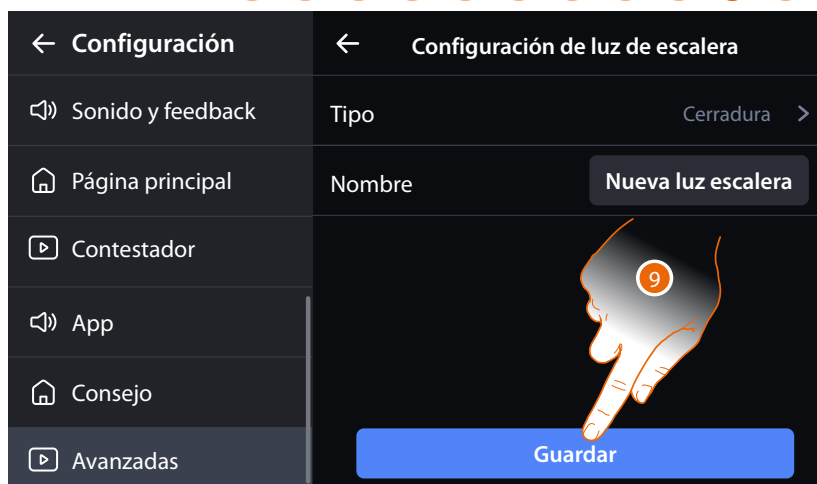 Configuración
Sonido y feedback
Página principal
Contestador
App
Consejo
Avanzadas
Configuración de luz de escalera
Tipo
Cerradura
Nombre
Nueva luz escalera
9
Guardar